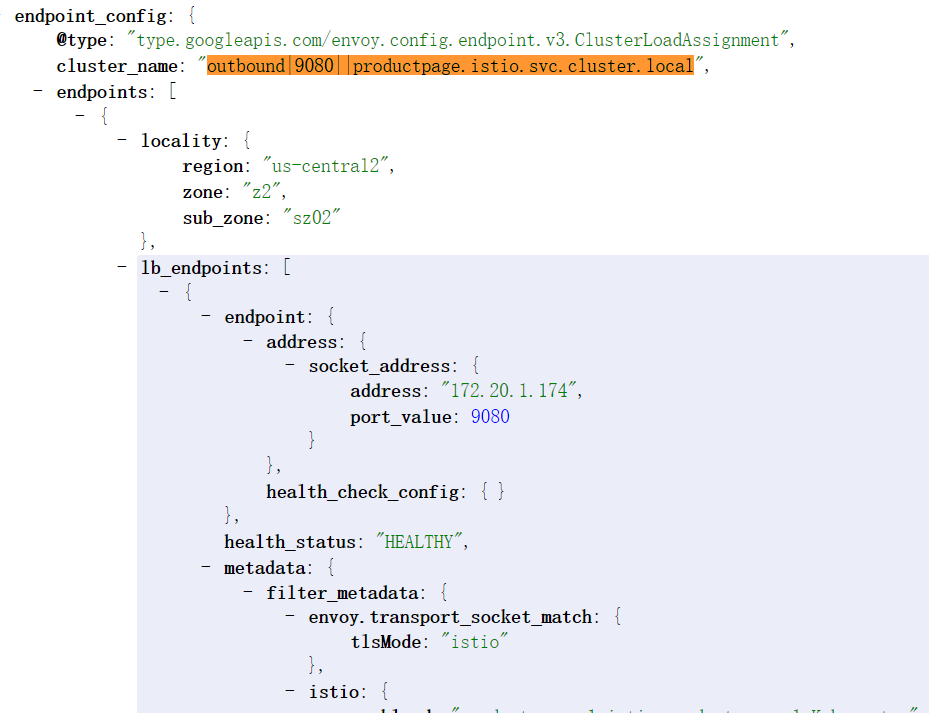 endpoint_config: {
@type: "type.googleapis.com/envoy.config.endpoint.v3.ClusterLoadAssignment",
cluster_name: "outbound|9080||productpage.istio.svc.cluster.local",
- endpoints: [
- {
- locality: {
region: "us-central2",
zone: "z2",
sub_zone: "sz02"
},
- lb_endpoints: [
- {
- endpoint: {
- address: {
- socket_address: {
address: "172.20.1.174",
port_value: 9080
}
},
health_check_config: { }
},
health_status: "HEALTHY",
- metadata: {
- filter_metadata: {
- envoy.transport_socket_match: {
tlsMode: "istio"
},
- istio: {